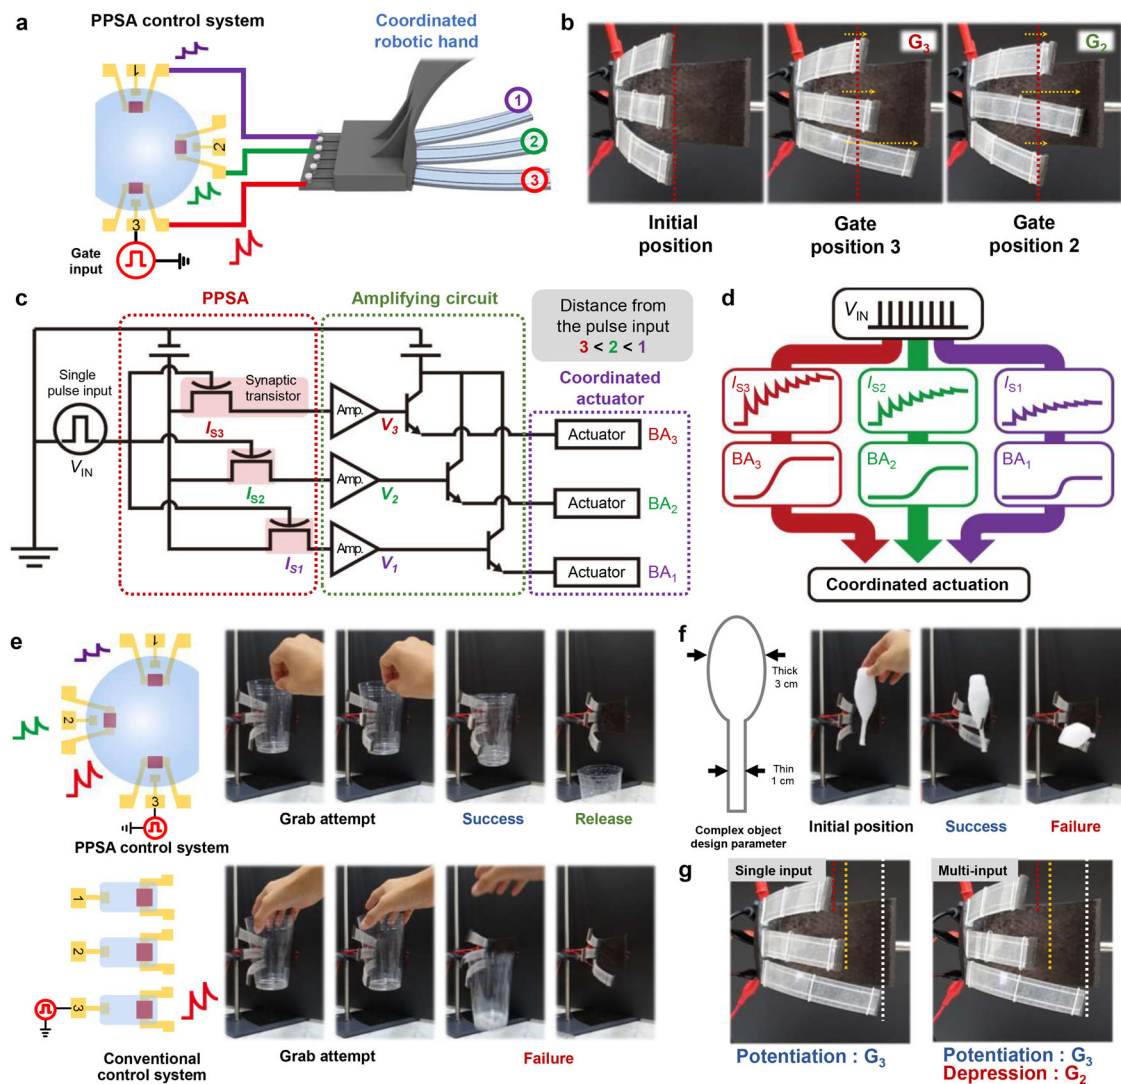 a
PPSA control system
Coordinated
robotic hand
1
2
3
1
2
3
Gate
input
b
G3
G2
Initial
position
Gate
position 3
Gate
position 2
c
PPSA
Amplifying circuit
Distance from
the pulse input
3 < 2 < 1
Single
pulse input
Synaptic
transistor
Coordinated
actuator
VIN
IS3
Amp.
V3
Actuator
BA3
IS2
Amp.
V2
Actuator
BA2
IS1
Amp.
V1
Actuator
BA1
d
VIN
IS3
IS2
IS1
BA3
BA2
BA1
Coordinated actuation
e
1
2
3
PPSA control system
Grab attempt
Success
Release
1
2
3
Conventional
control system
Grab attempt
Failure
f
Thick
3 cm
Thin
1 cm
Complex object
design parameter
Initial position
Success
Failure
g
Single input
Multi-input
Potentiation : G3
Potentiation : G3
Depression : G2